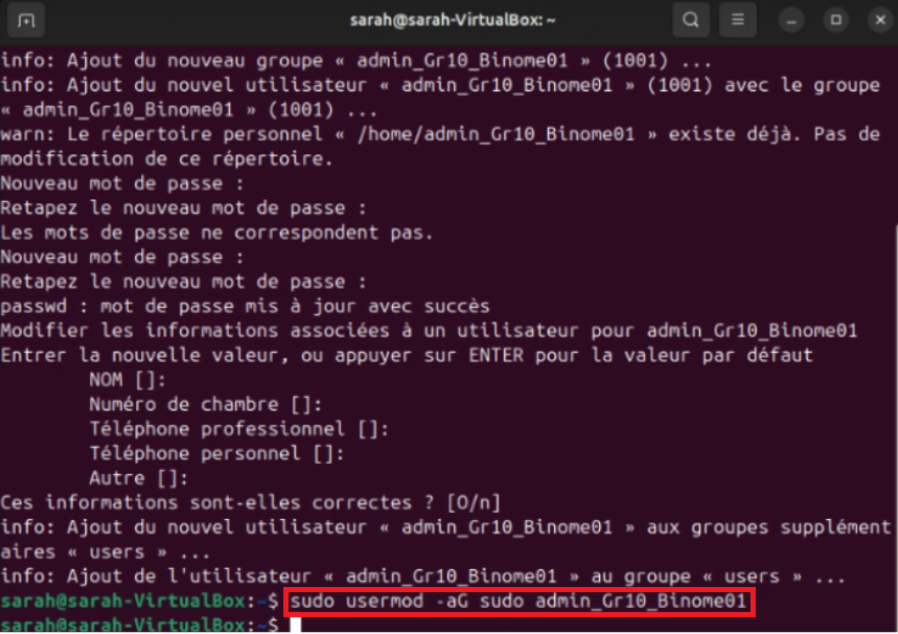 sarah@sarah-VirtualBox: ~
info: Ajout du nouveau groupe « admin_Gr10_Binome01 » (1001) ...
info: Ajout du nouvel utilisateur « admin_Gr10_Binome01 » (1001) avec le groupe
« admin_Gr10_Binome01 » (1001) ...
warn: Le répertoire personnel « /home/admin_Gr10_Binome01 » existe déjà. Pas de
modification de ce répertoire.
Nouveau mot de passe :
Retapez le nouveau mot de passe :
Les mots de passe ne correspondent pas.
Nouveau mot de passe :
Retapez le nouveau mot de passe :
passwd : mot de passe mis à jour avec succès
Modifier les informations associées à un utilisateur pour admin_Gr10_Binome01
Entrer la nouvelle valeur, ou appuyer sur ENTER pour la valeur par défaut
NOM []:
Numéro de chambre []:
Téléphone professionnel []:
Téléphone personnel []:
Autre []:
Ces informations sont-elles correctes ? [O/n]
info: Ajout du nouvel utilisateur « admin_Gr10_Binome01 » aux groupes supplément
aires « users » ...
info: Ajout de l'utilisateur « admin_Gr10_Binome01 » au groupe « users » ...
sarah@sarah-VirtualBox:~$ sudo usermod -aG sudo admin_Gr10_Binome01
sarah@sarah-VirtualBox:~$